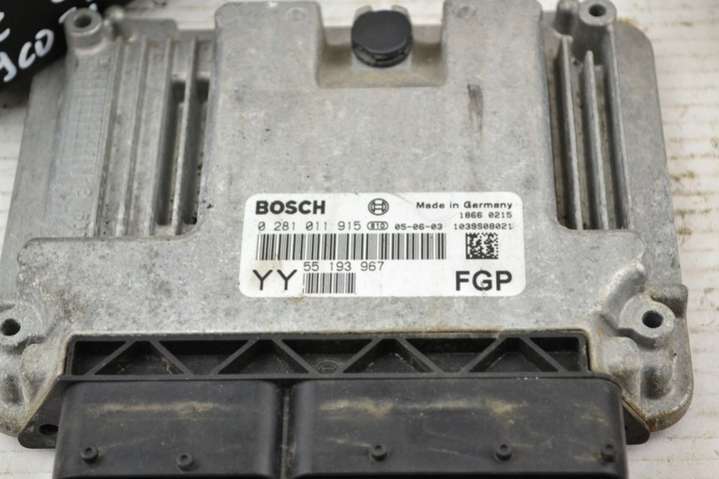 BOSCH Made in Germany
1866 0215
0 281 011 915 05-06-03 1039S08021
55 193 967
YY FGP